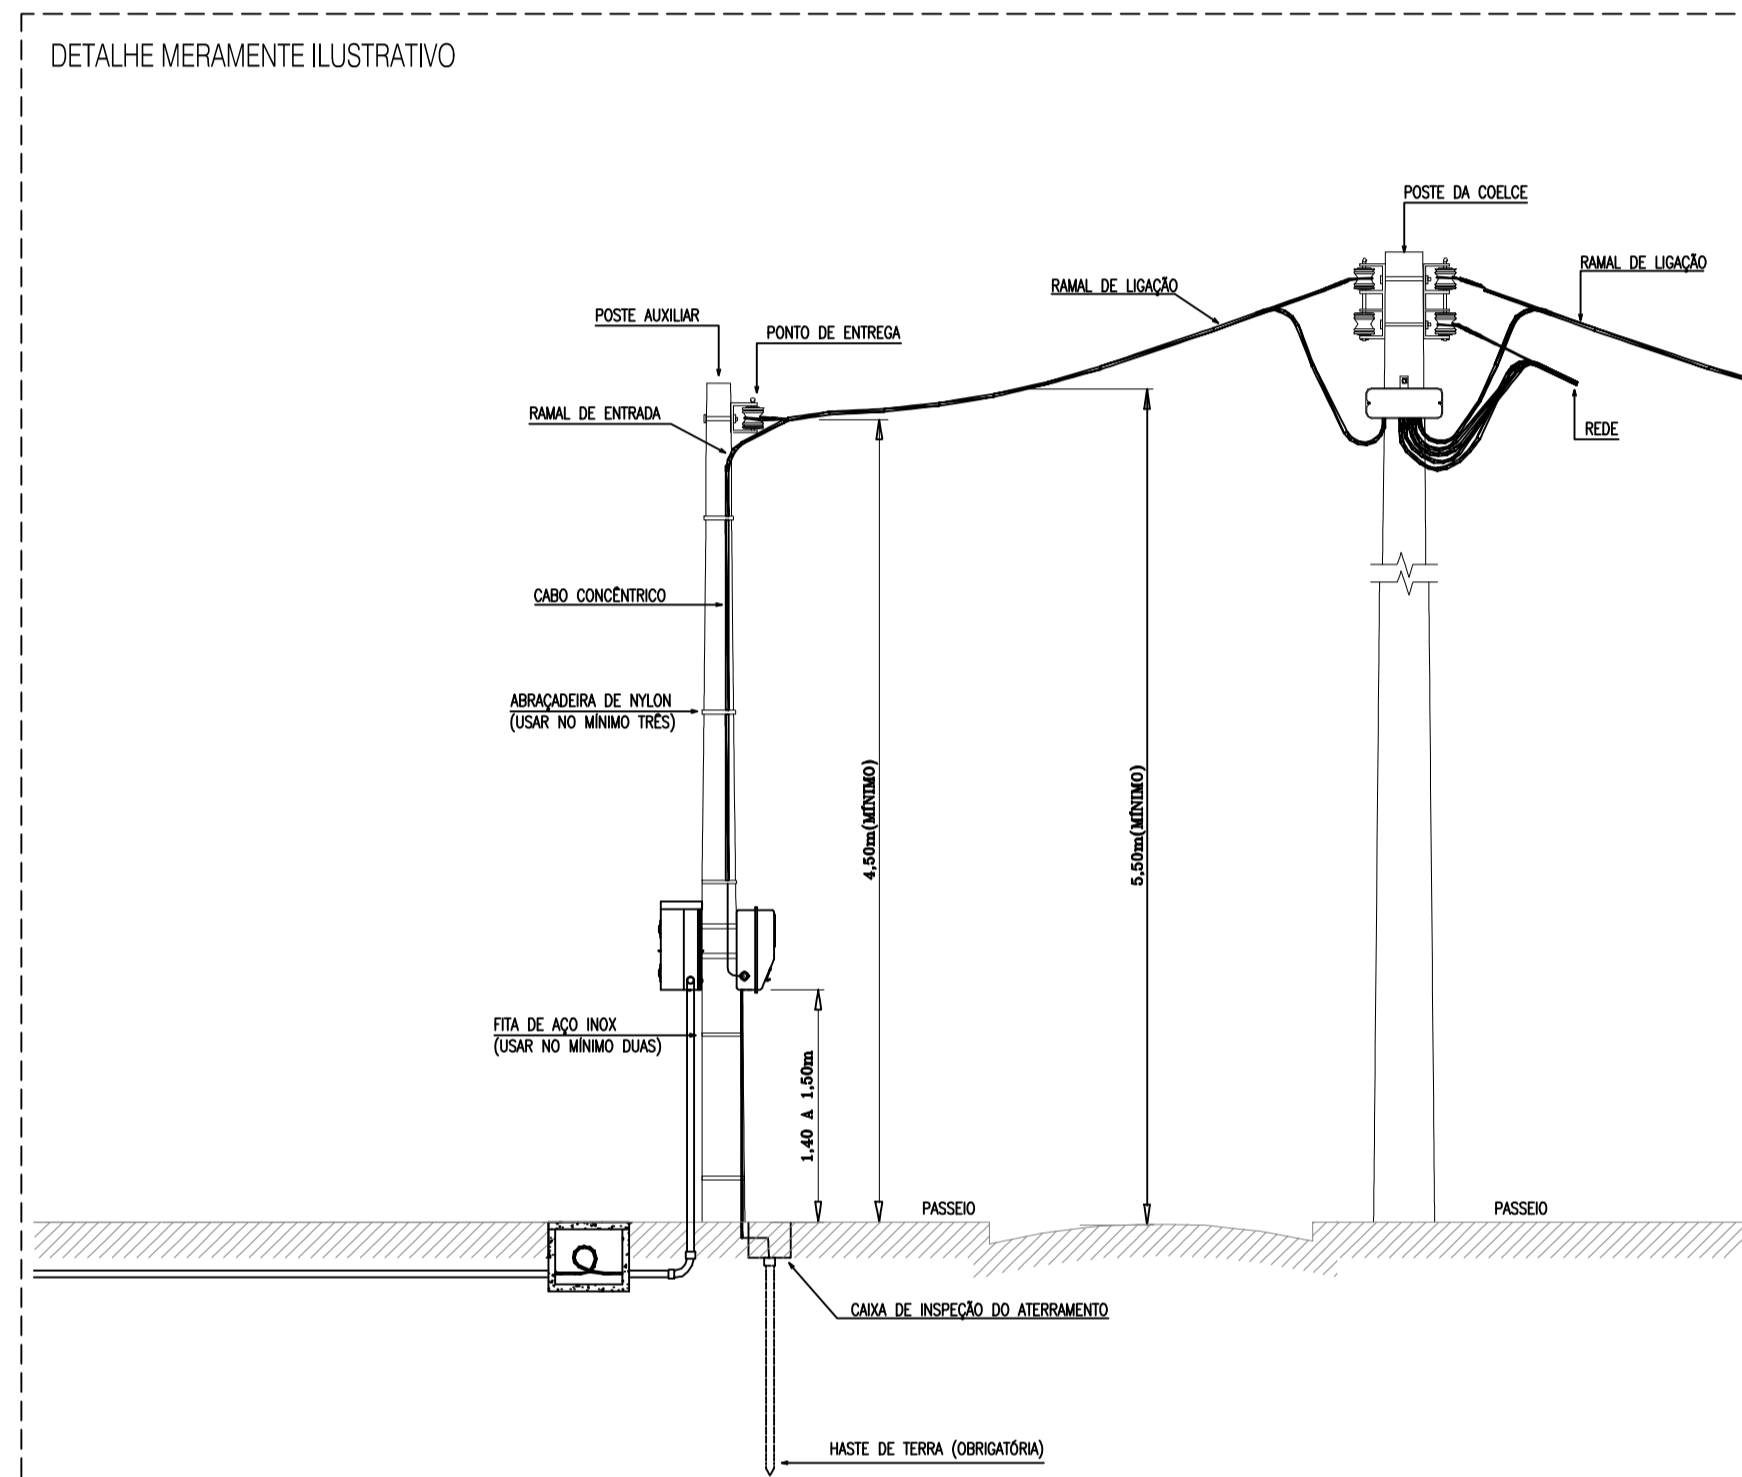 DETALHE MERAMENTE ILUSTRATIVO
POSTE DA COELCE
RAMAL DE LIGAÇÃO
RAMAL DE LIGAÇÃO
POSTE AUXILIAR
PONTO DE ENTREGA
RAMAL DE ENTRADA
REDE
CABO CONCÊNTRICO
ABRAÇADEIRA DE NYLON
(USAR NO MÍNIMO TRÊS)
4,50m(MÍNIMO)
5,50m(MÍNIMO)
FITA DE AÇO INOX
(USAR NO MÍNIMO DUAS)
1,40 A 1,50m
PASSEIO
PASSEIO
CAIXA DE INSPEÇÃO DO ATERRAMENTO
HASTE DE TERRA (OBRIGATÓRIA)